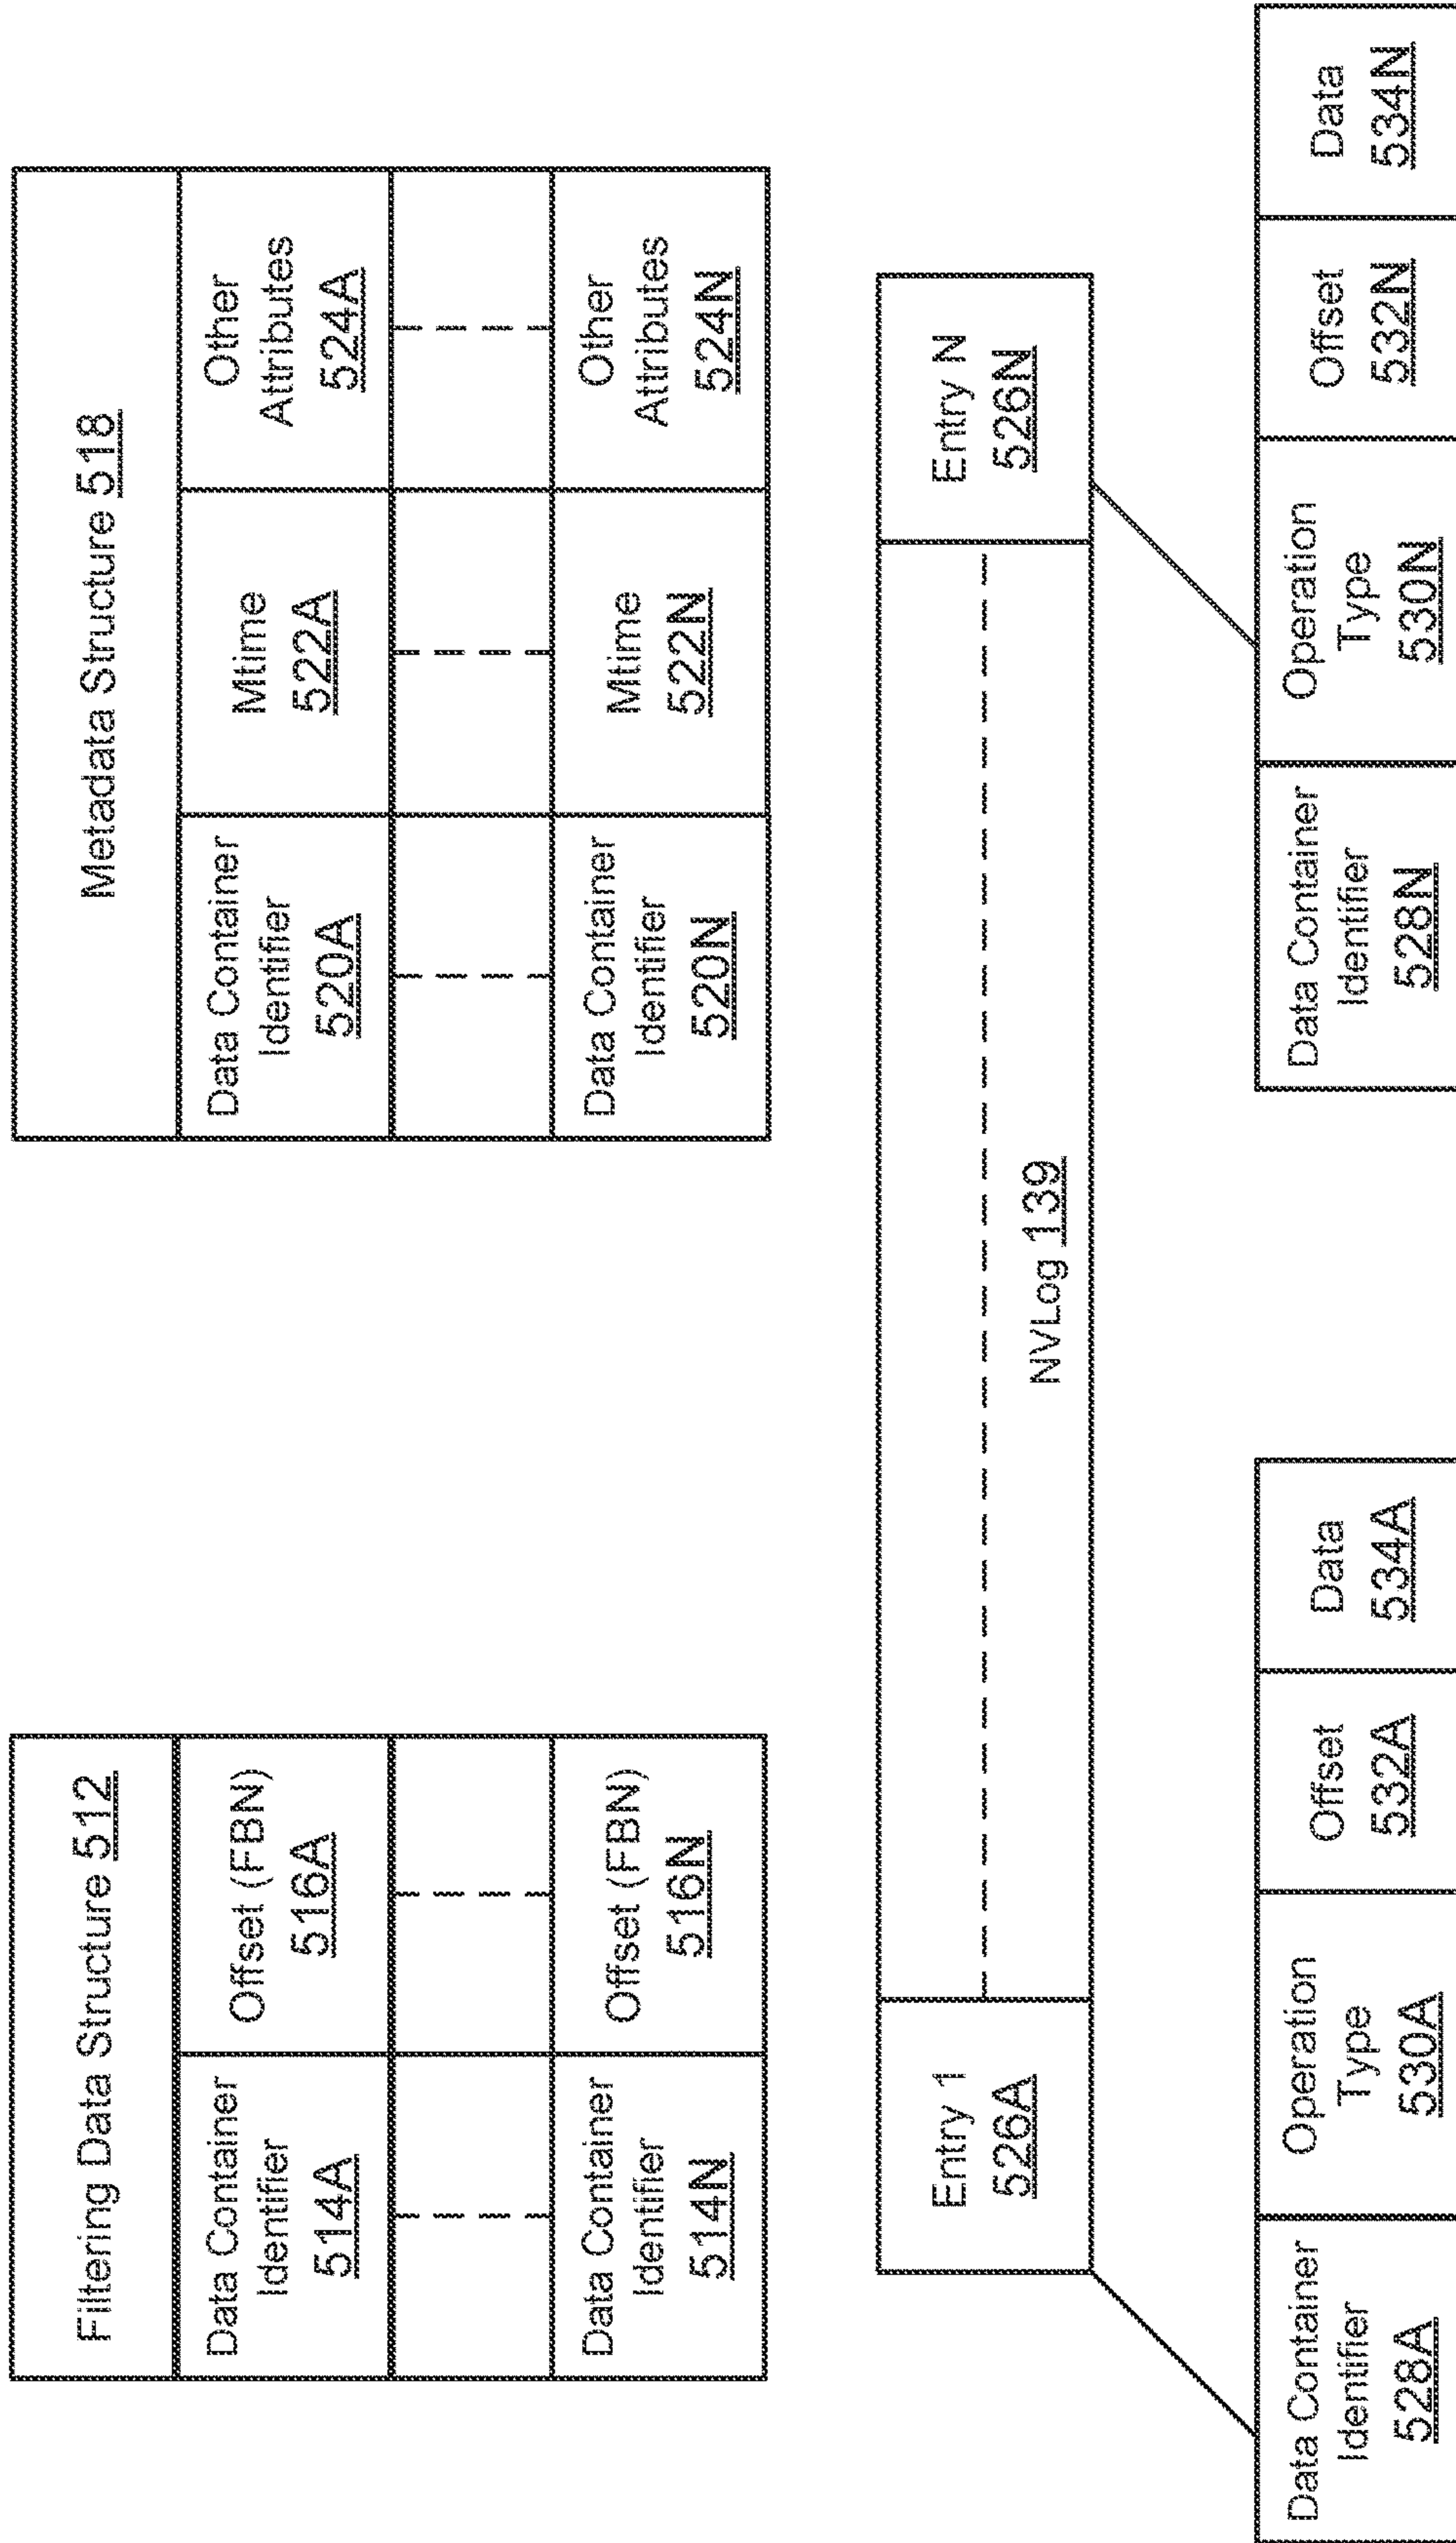 Filtering Data Structure 512
Data Container
Identifier
514A
Offset (FBN)
516A
Data Container
Identifier
514N
Offset (FBN)
516N
Metadata Structure 518
Data Container
Identifier
520A
Mtime
522A
Other
Attributes
524A
Data Container
Identifier
520N
Mtime
522N
Other
Attributes
524N
Entry 1
526A
NVLog 139
Entry N
526N
Data Container
Identifier
528A
Operation
Type
530A
Offset
532A
Data
534A
Data Container
Identifier
528N
Operation
Type
530N
Offset
532N
Data
534N